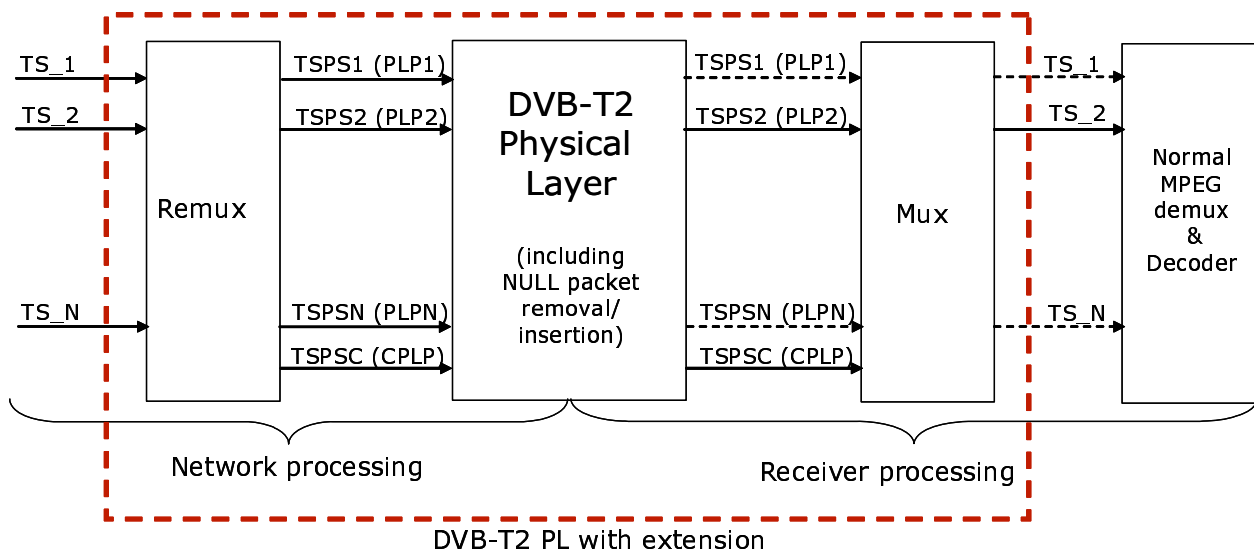 TS_1
TSPS1 (PLP1)
TSPS1 (PLP1)
TS_1
TS_2
TSPS2 (PLP2)
TSPS2 (PLP2)
TS_2
DVB-T2
Physical
Layer
(including
NULL packet
removal/
insertion)
Remux
Mux
Normal
MPEG
demux
&
Decoder
TS_N
TSPSN (PLPN)
TSPSN (PLPN)
TS_N
TSPSC (CPLP)
TSPSC (CPLP)
Network processing
Receiver processing
DVB-T2 PL with extension